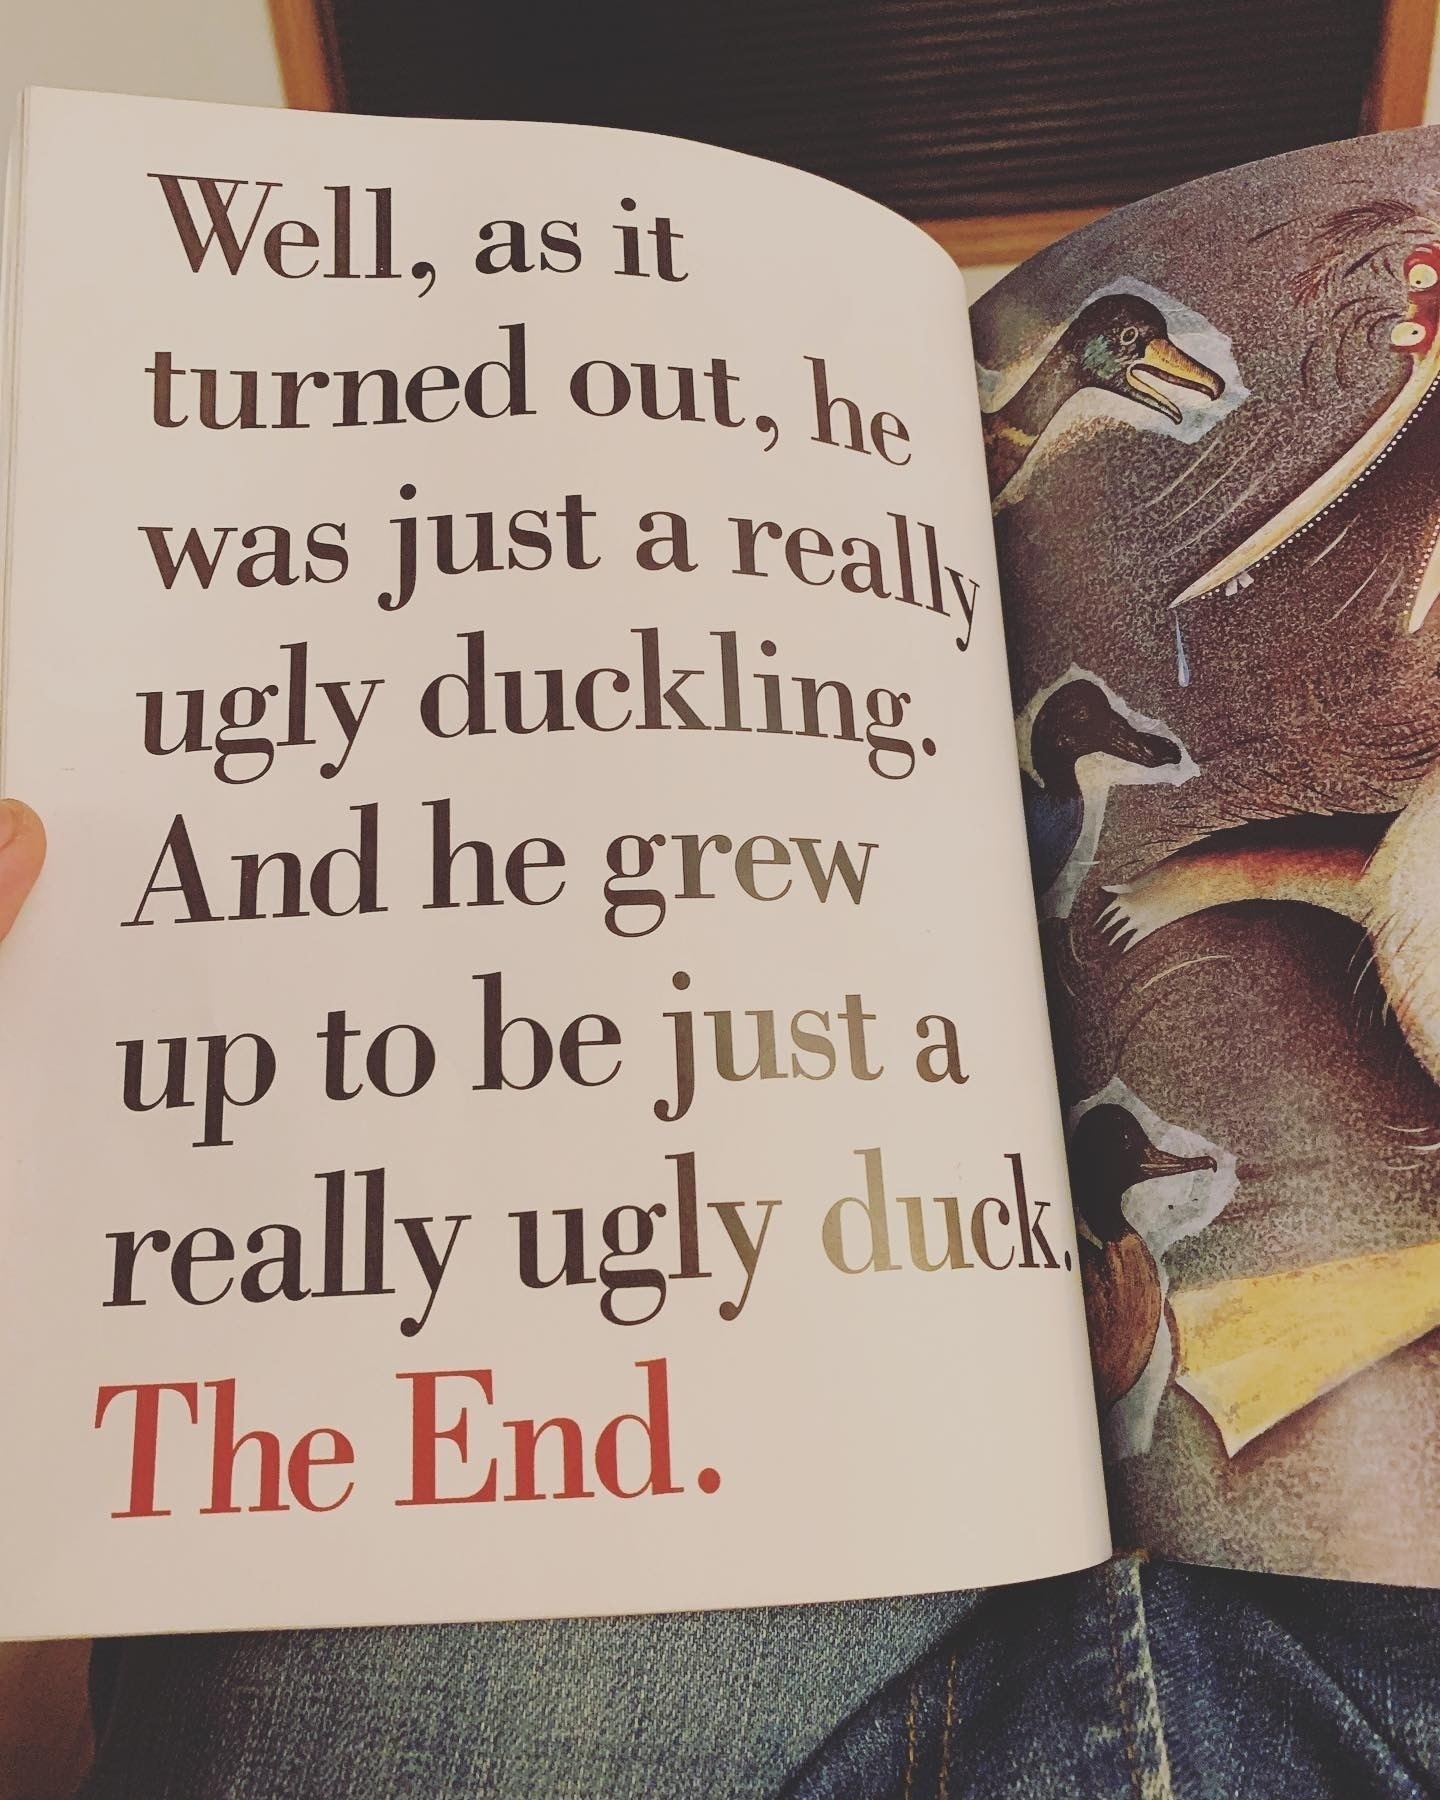 Well, as it
turned out, he
was just a really
ugly duckling.
And he grew
up to be just a
really ugly duck.
The End.